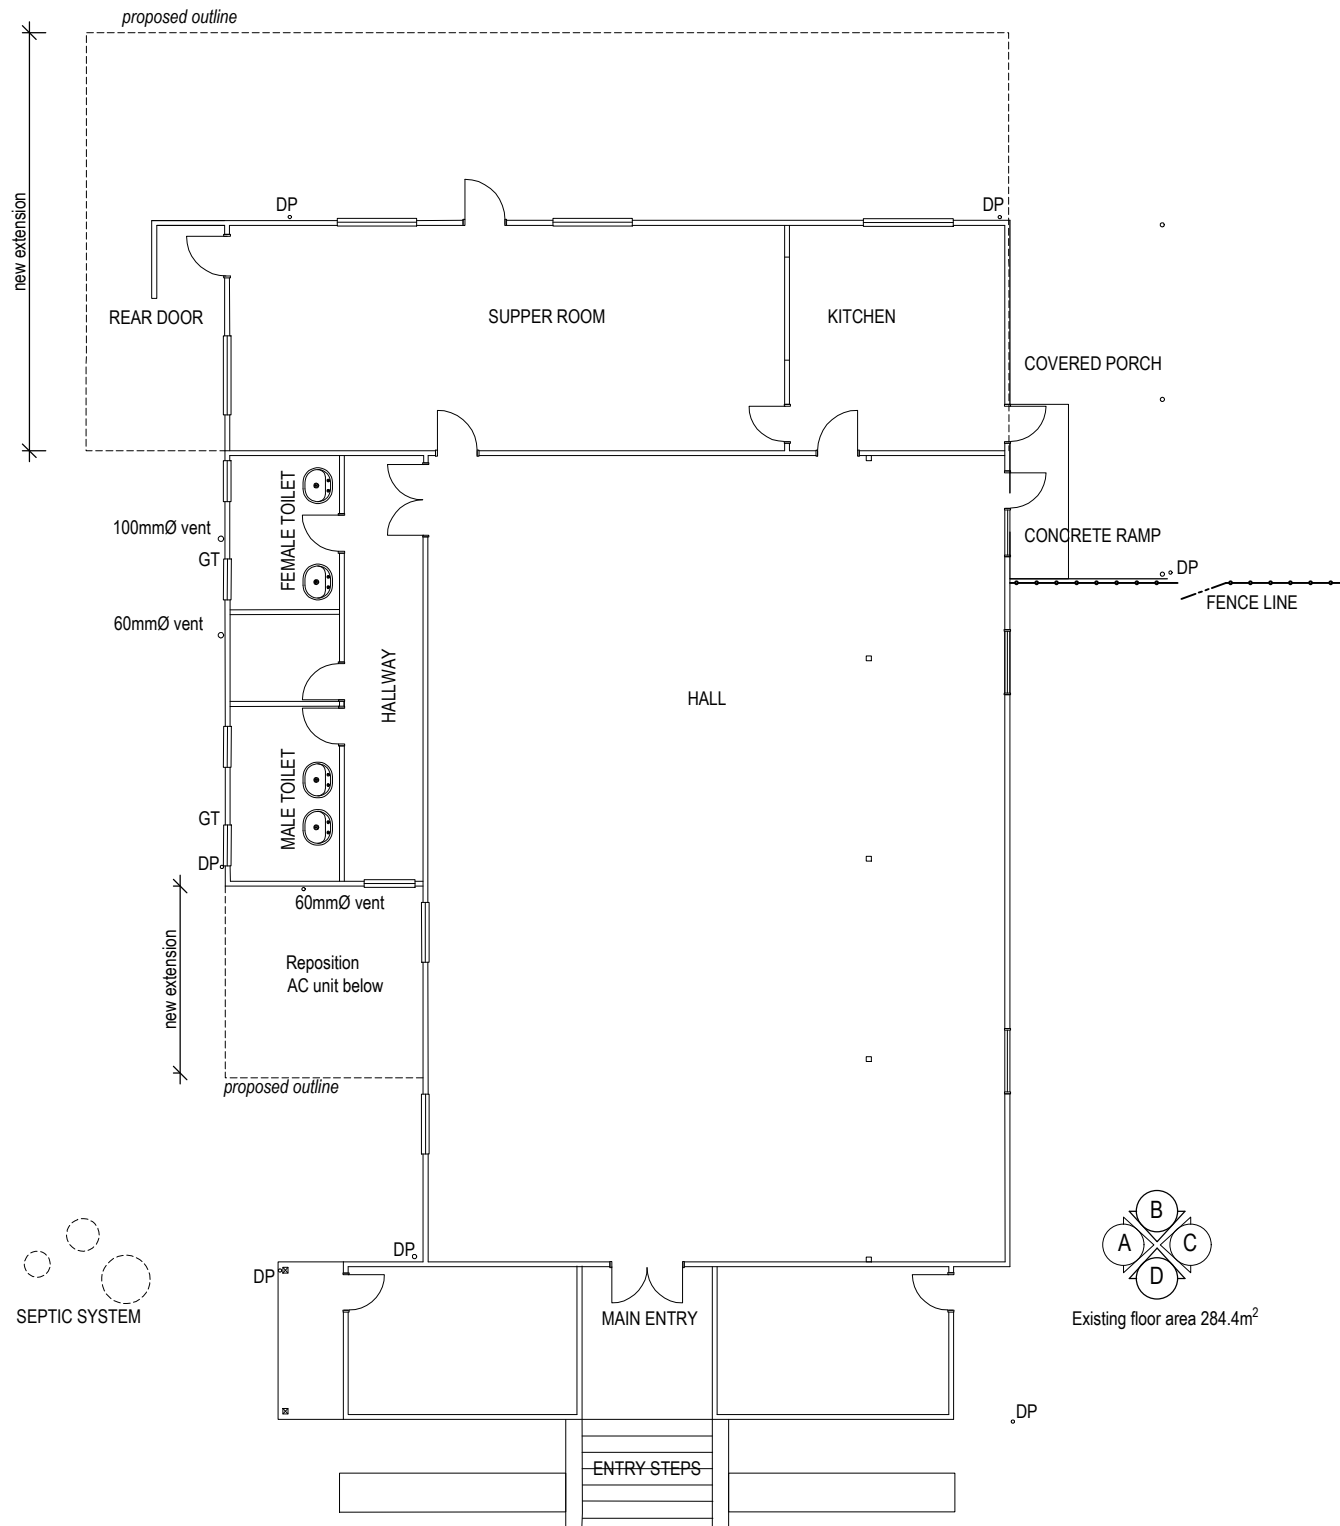 proposed outline
new extension
DP
DP
REAR DOOR
SUPPER ROOM
KITCHEN
COVERED PORCH
FEMALE TOILET
100mmØ vent
GT
CONCRETE RAMP
DP
FENCE LINE
60mmØ vent
HALLWAY
HALL
MALE TOILET
GT
DP
60mmØ vent
new extension
Reposition
AC unit below
proposed outline
DP
DP
SEPTIC SYSTEM
MAIN ENTRY
B
A
C
D
Existing floor area 284.4m²
DP
ENTRY STEPS